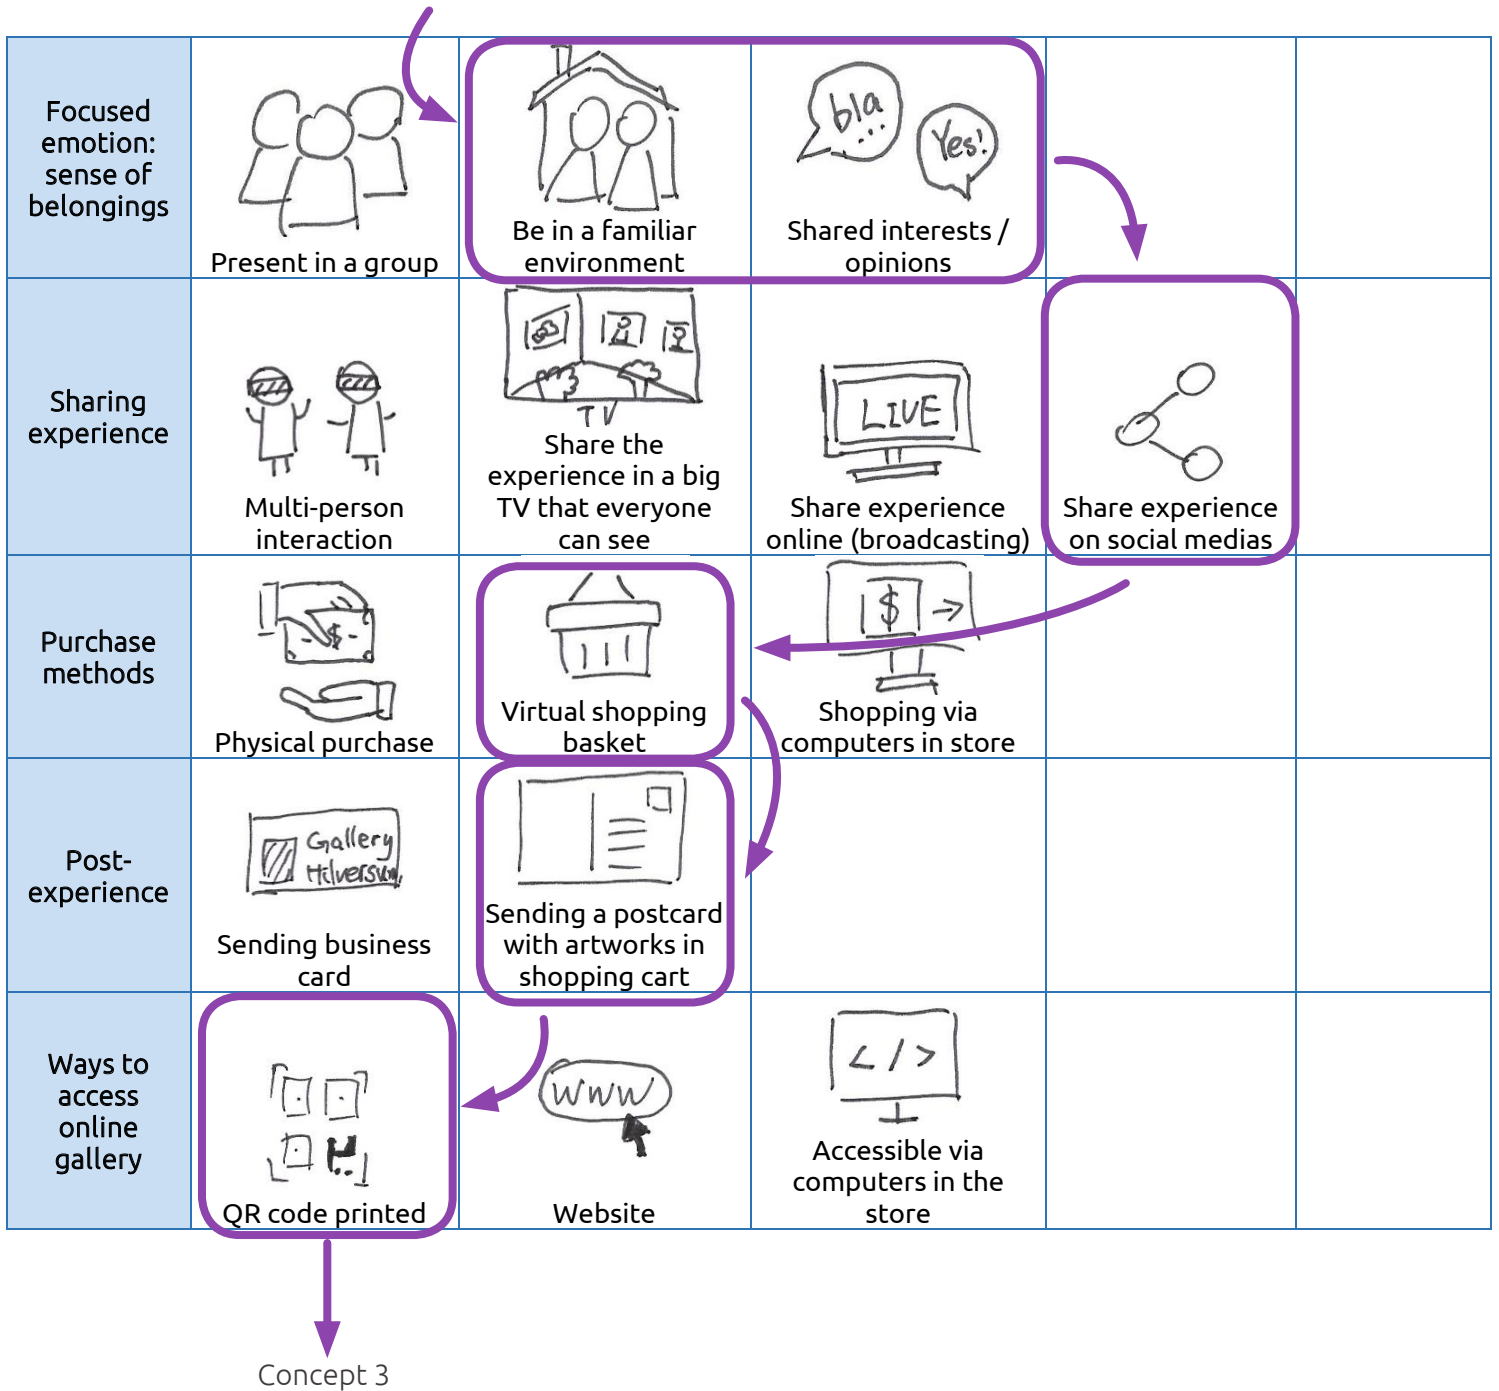 Focused
emotion:
sense of
belongings
Present in a group
Be in a familiar
environment
bla
...
Yes!
Shared interests /
opinions
Sharing
experience
Multi-person
interaction
TV
Share the
experience in a big
TV that everyone
can see
LIVE
Share experience
online (broadcasting)
Share experience
on social medias
Purchase
methods
-$-
Physical purchase
Virtual shopping
basket
$
Shopping via
computers in store
Post-
experience
Gallery
Hilversum
Sending business
card
Sending a postcard
with artworks in
shopping cart
Ways to
access
online
gallery
QR code printed
www
Website
</>
Accessible via
computers in the
store
Concept 3